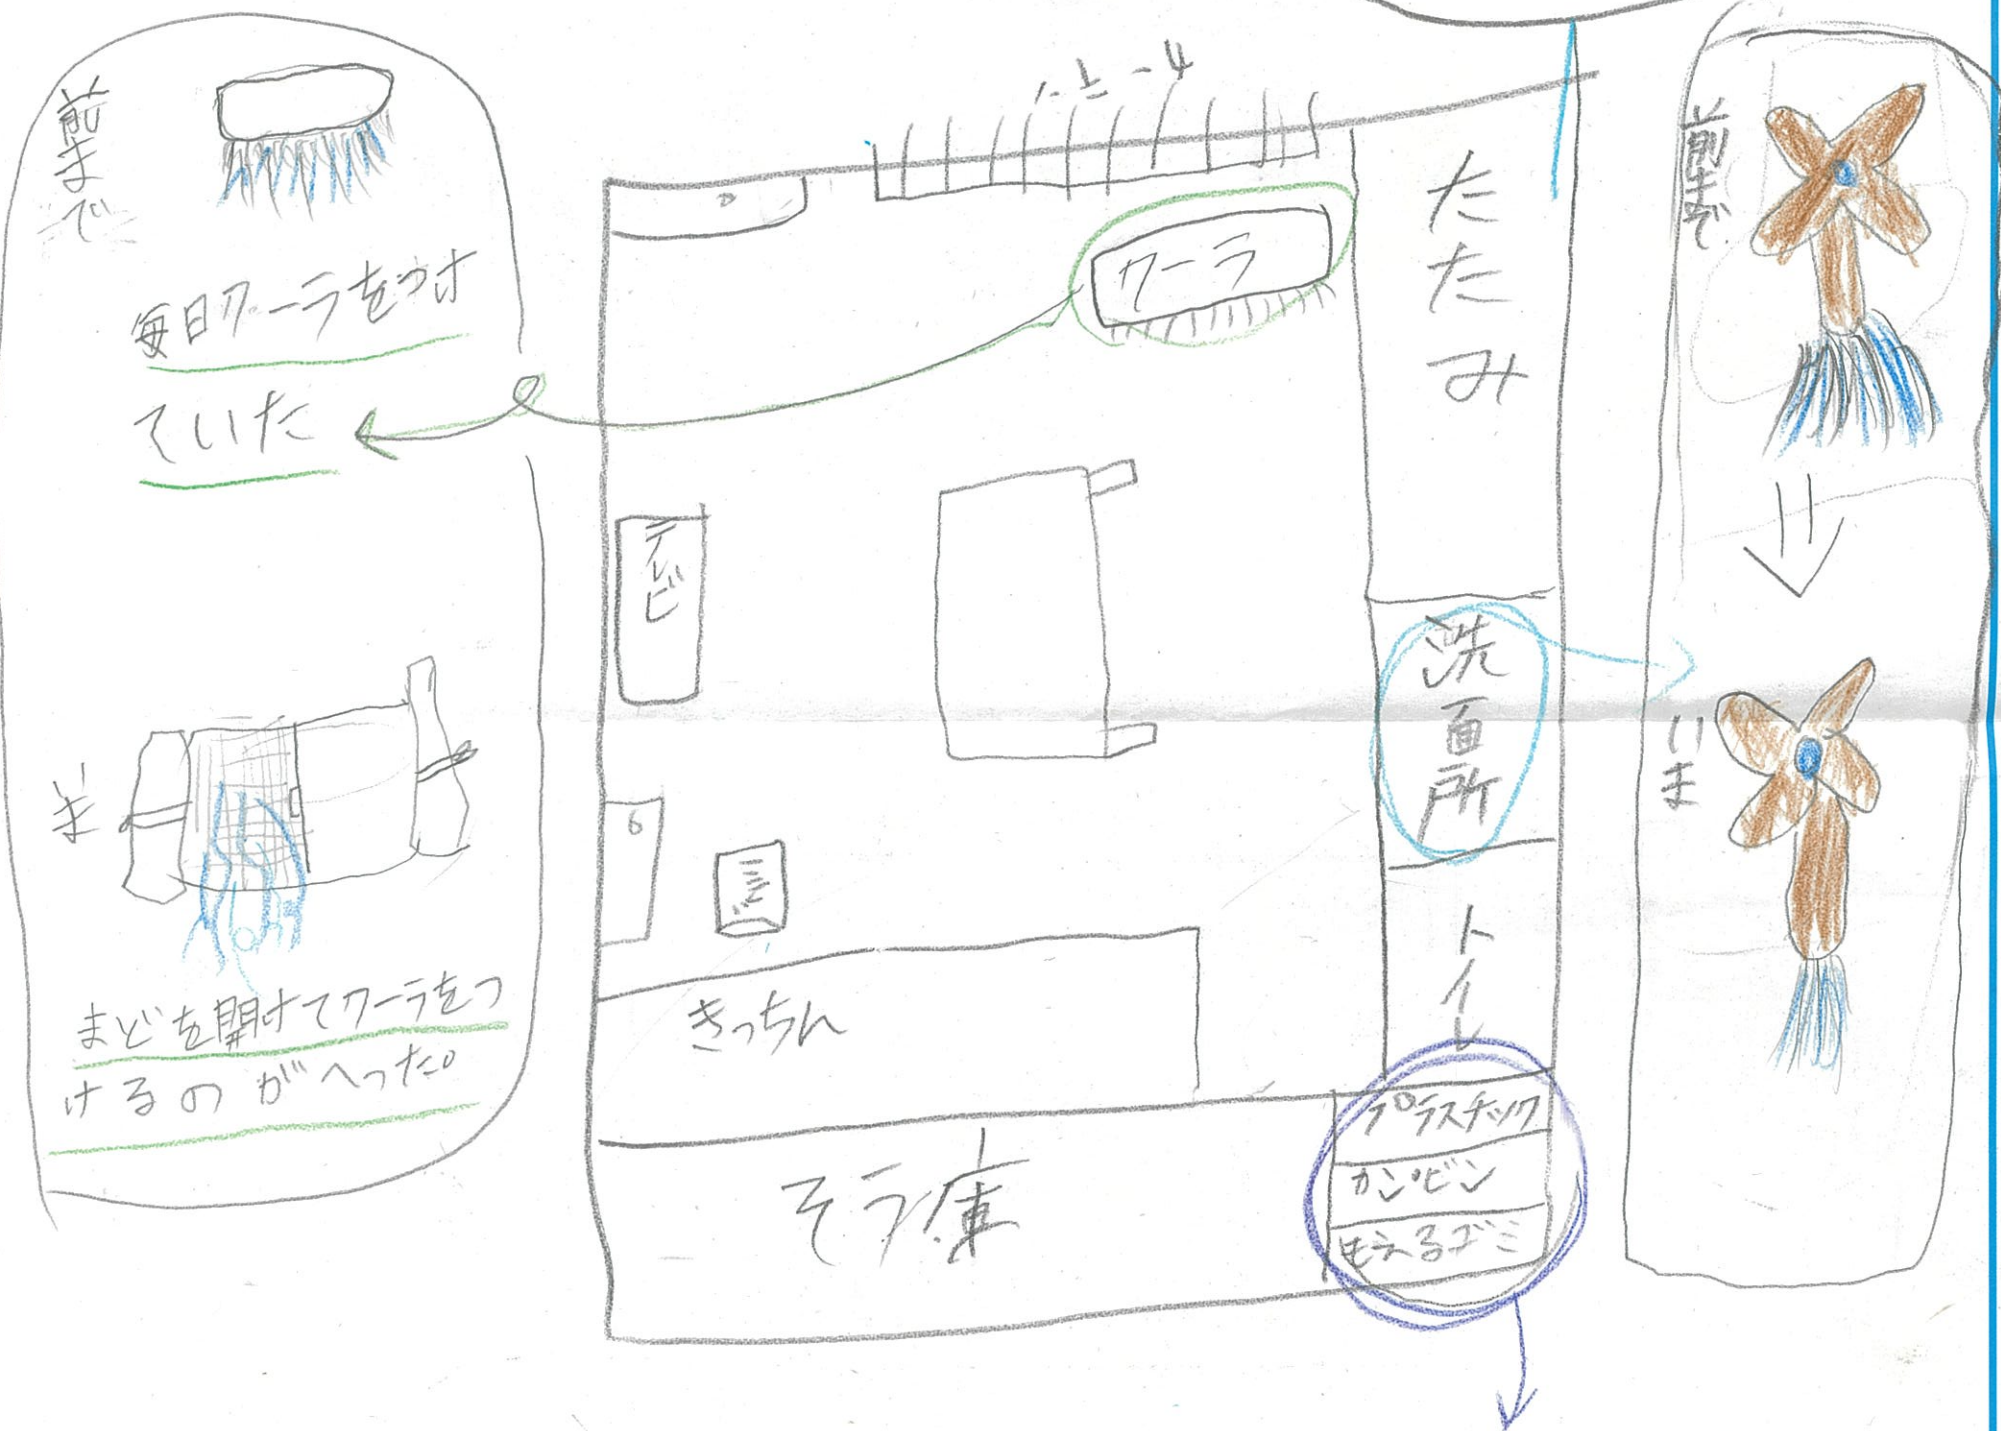 前まで
毎日クーラをつけ
ていた
いま
まどを開けてクーラをつ
けるのがへった。
クーラ
テレビ
たたみ
洗面所
トイレ
きっちん
そう庫
プラスチック
カン・ビン
もえるゴミ
前まで
いま